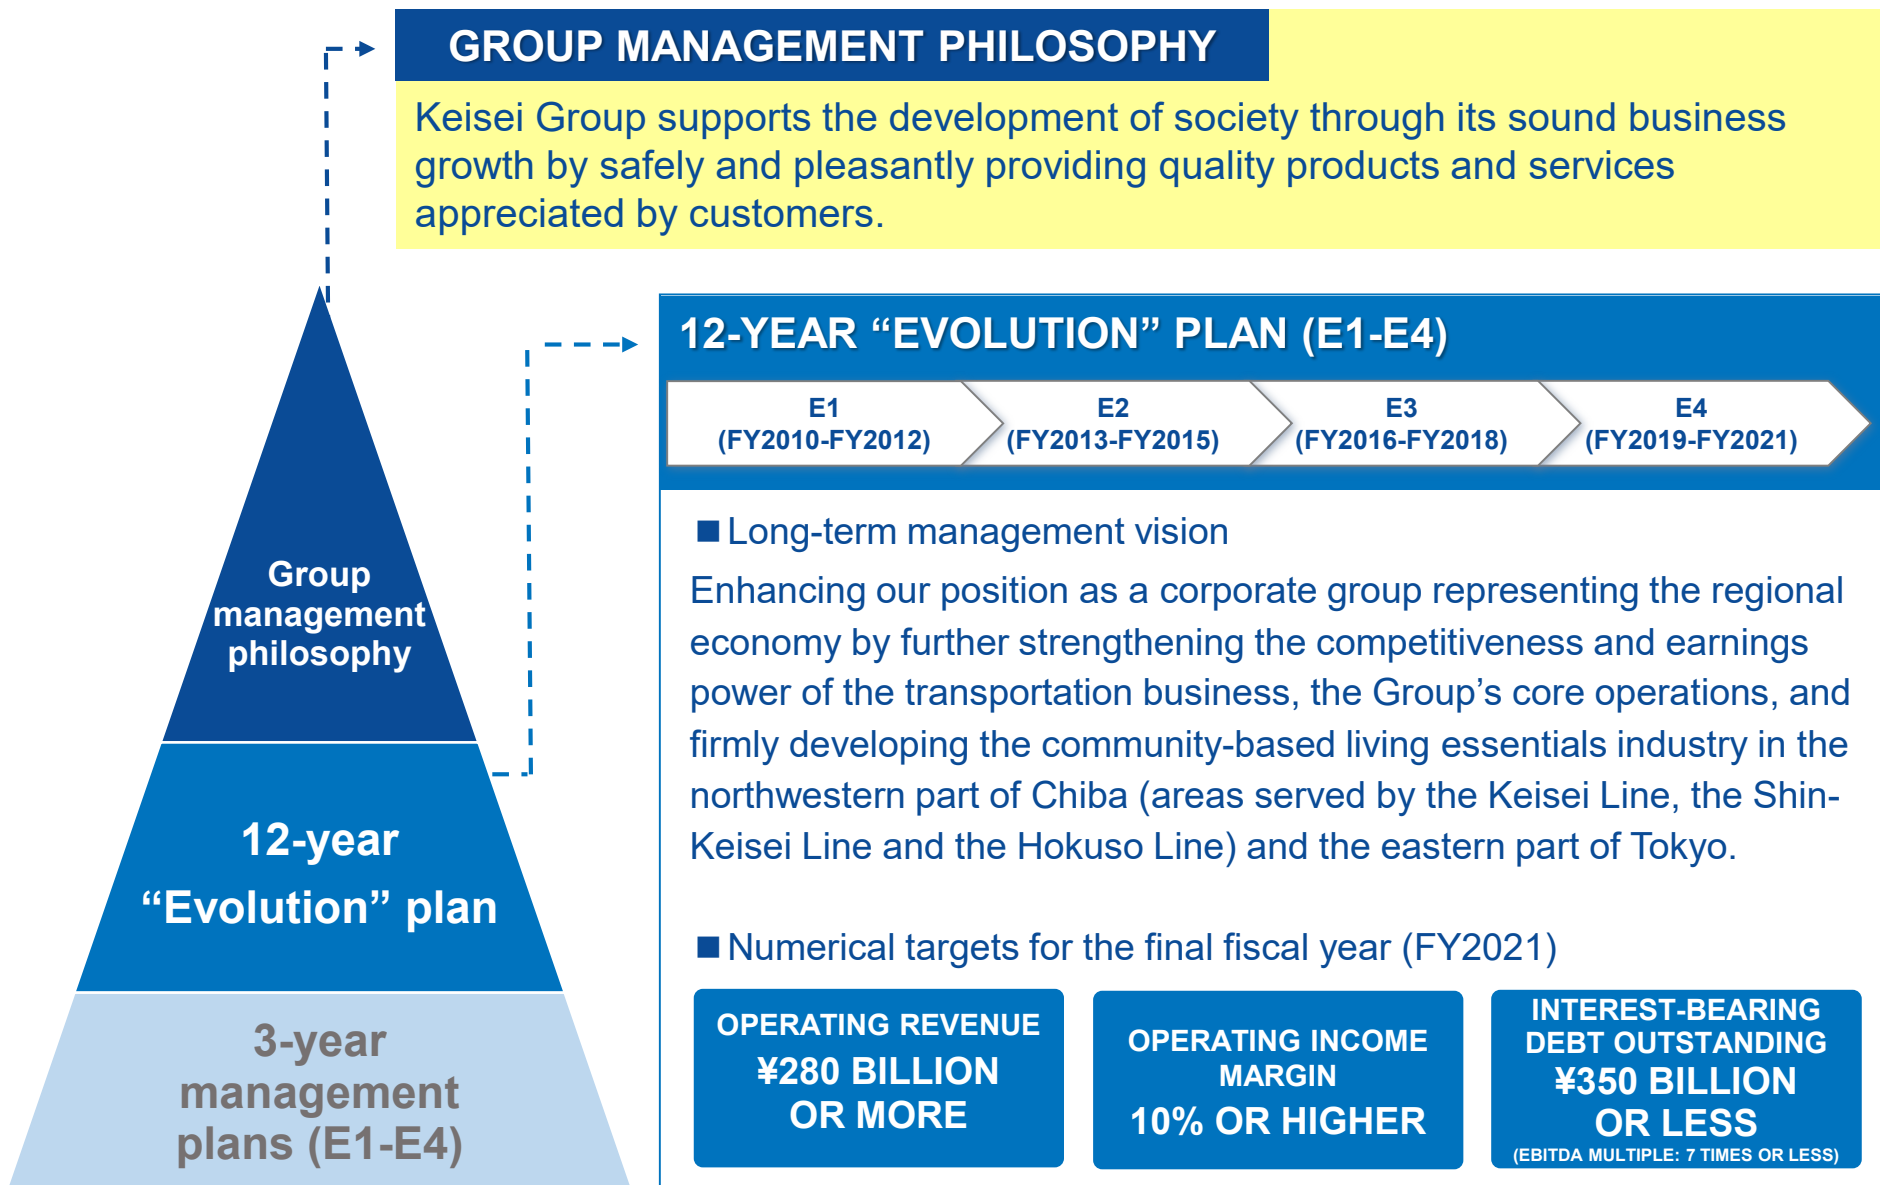 GROUP MANAGEMENT PHILOSOPHY
Keisei Group supports the development of society through its sound business
growth by safely and pleasantly providing quality products and services
appreciated by customers.
Group
management
philosophy
12-year
“Evolution” plan
3-year
management
plans (E1-E4)
12-YEAR “EVOLUTION” PLAN (E1-E4)
E1
(FY2010-FY2012)
E2
(FY2013-FY2015)
E3
(FY2016-FY2018)
E4
(FY2019-FY2021)
■ Long-term management vision
Enhancing our position as a corporate group representing the regional
economy by further strengthening the competitiveness and earnings
power of the transportation business, the Group’s core operations, and
firmly developing the community-based living essentials industry in the
northwestern part of Chiba (areas served by the Keisei Line, the Shin-
Keisei Line and the Hokuso Line) and the eastern part of Tokyo.
■ Numerical targets for the final fiscal year (FY2021)
OPERATING REVENUE
¥280 BILLION
OR MORE
OPERATING INCOME
MARGIN
10% OR HIGHER
INTEREST-BEARING
DEBT OUTSTANDING
¥350 BILLION
OR LESS
(EBITDA MULTIPLE: 7 TIMES OR LESS)